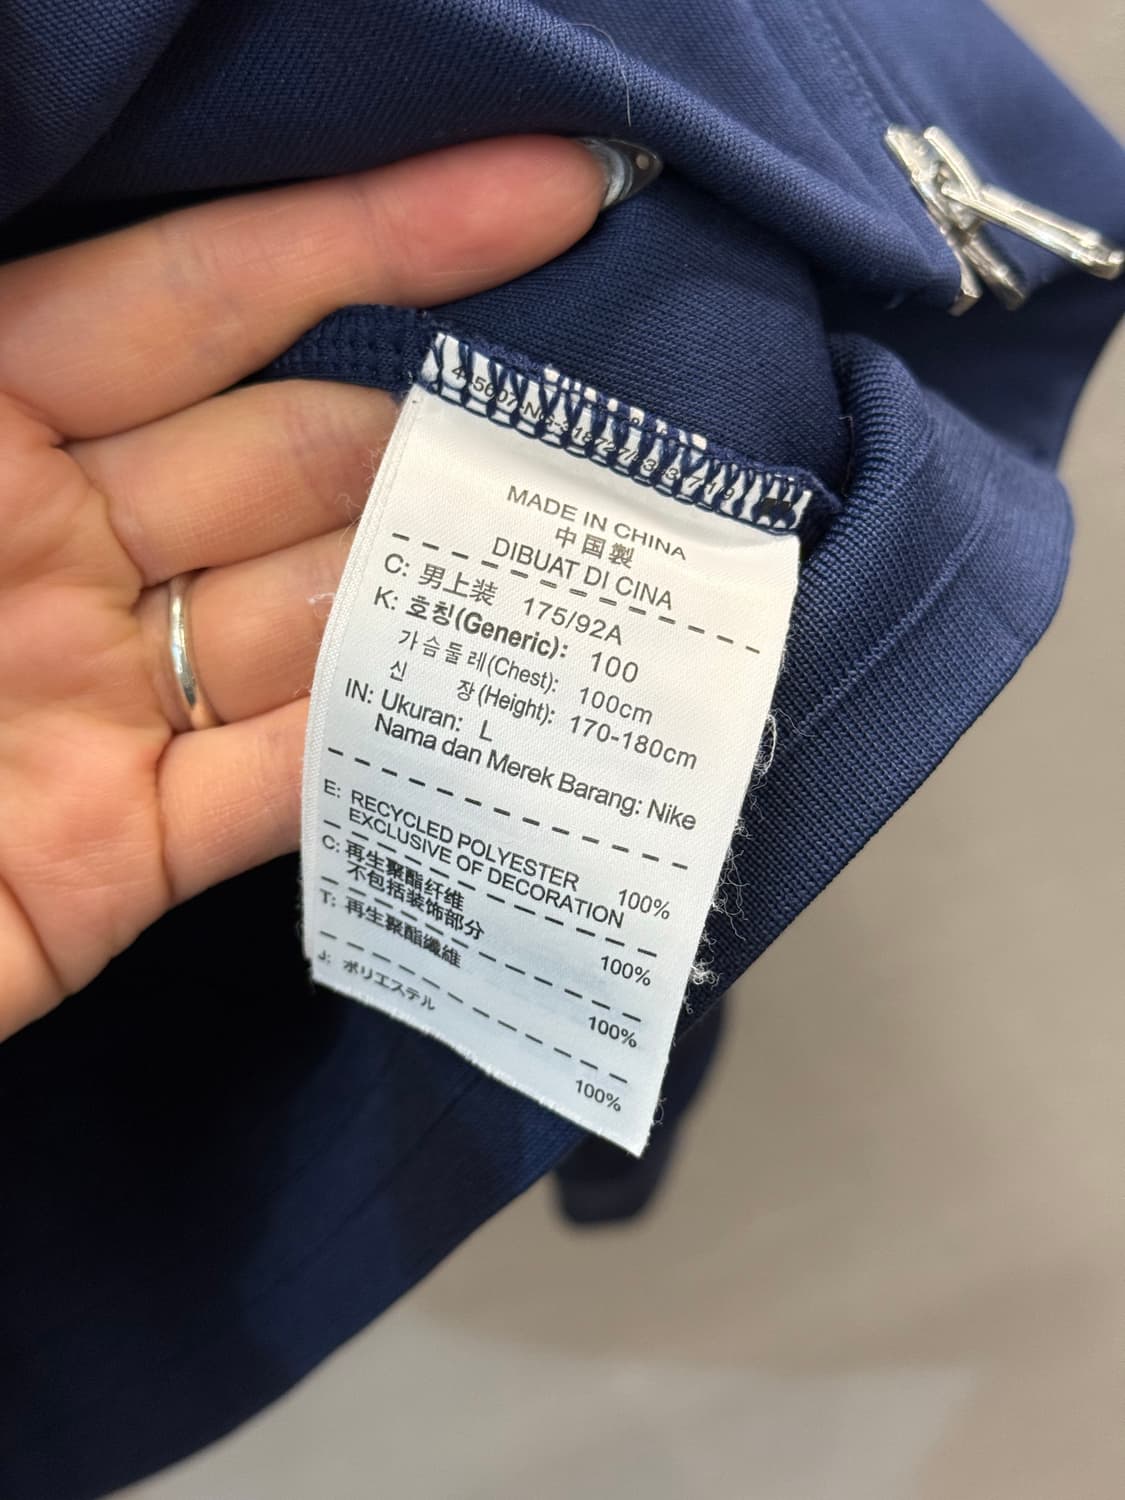 MADE IN CHINA
中国製
DIBUAT DI CINA
C: 男上装 175/92A
K: 호칭(Generic): 100
가슴둘레(Chest): 100cm
신 장(Height): 170-180cm
IN: Ukuran: L
Nama dan Merek Barang: Nike
E: RECYCLED POLYESTER 100%
EXCLUSIVE OF DECORATION
C: 再生聚酯纤维 100%
不包括装饰部分
T: 再生聚酯纖維 100%
J: ポリエステル 100%